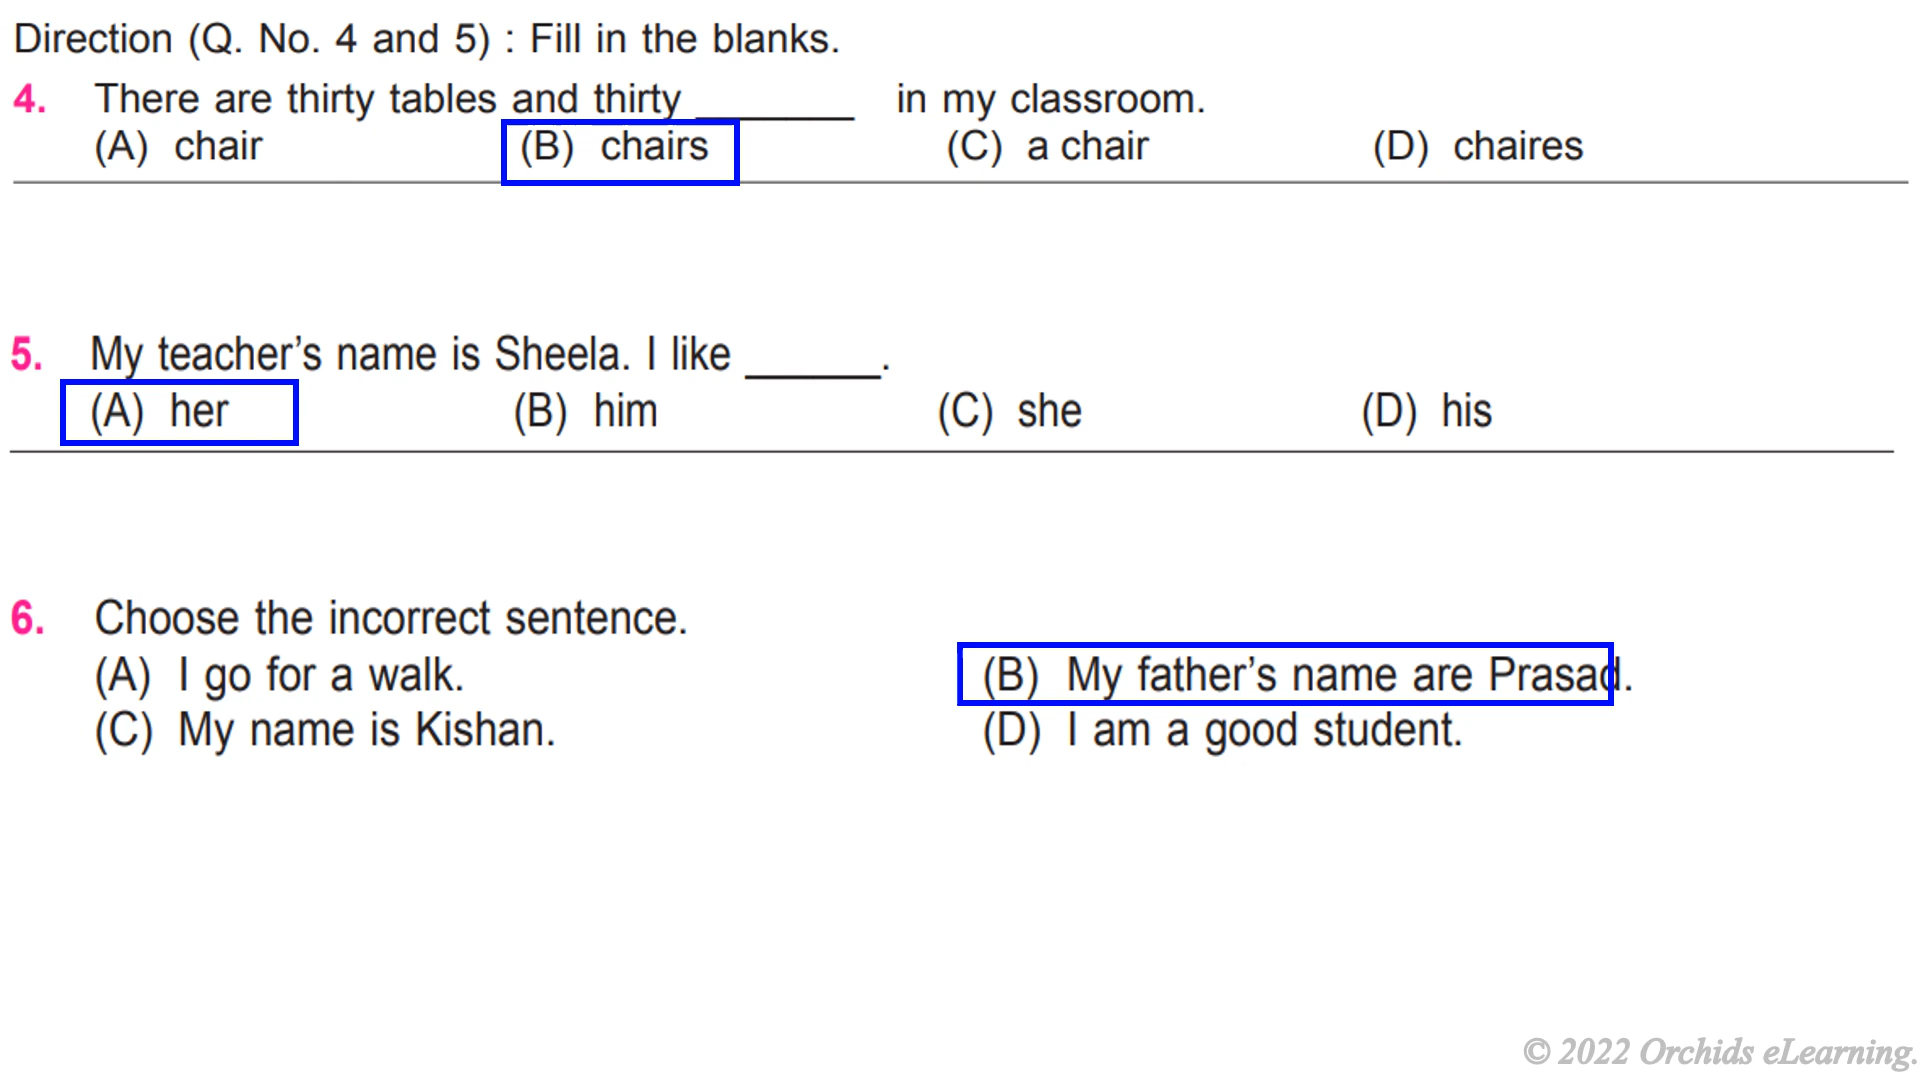 Direction (Q. No. 4 and 5) : Fill in the blanks.
4. There are thirty tables and thirty _______ in my classroom.
(A) chair (B) chairs (C) a chair (D) chaires
5. My teacher’s name is Sheela. I like ______.
(A) her (B) him (C) she (D) his
6. Choose the incorrect sentence.
(A) I go for a walk. (B) My father’s name are Prasad.
(C) My name is Kishan. (D) I am a good student.
© 2022 Orchids eLearning.